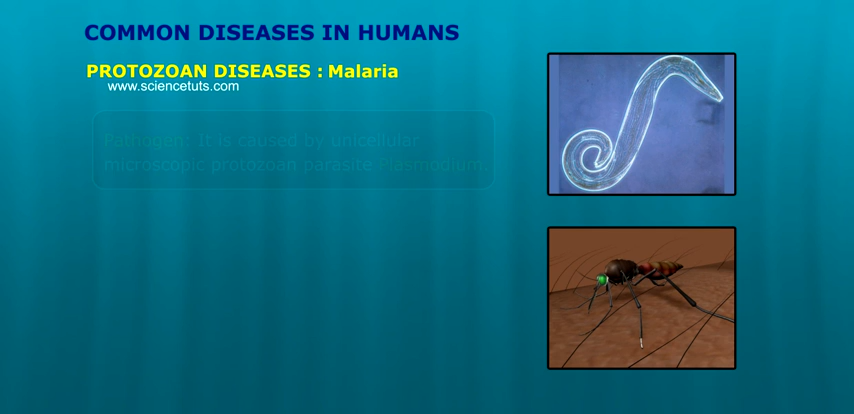 COMMON DISEASES IN HUMANS
PROTOZOAN DISEASES : Malaria
www.sciencetuts.com
Pathogen: It is caused by unicellular
microscopic protozoan parasite Plasmodium.